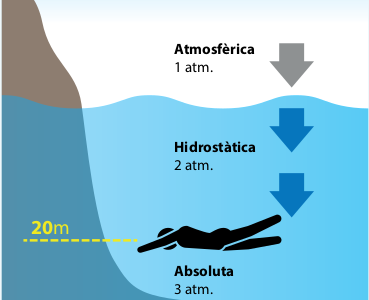 Atmosfèrica
1 atm.
Hidrostàtica
2 atm.
20m
Absoluta
3 atm.